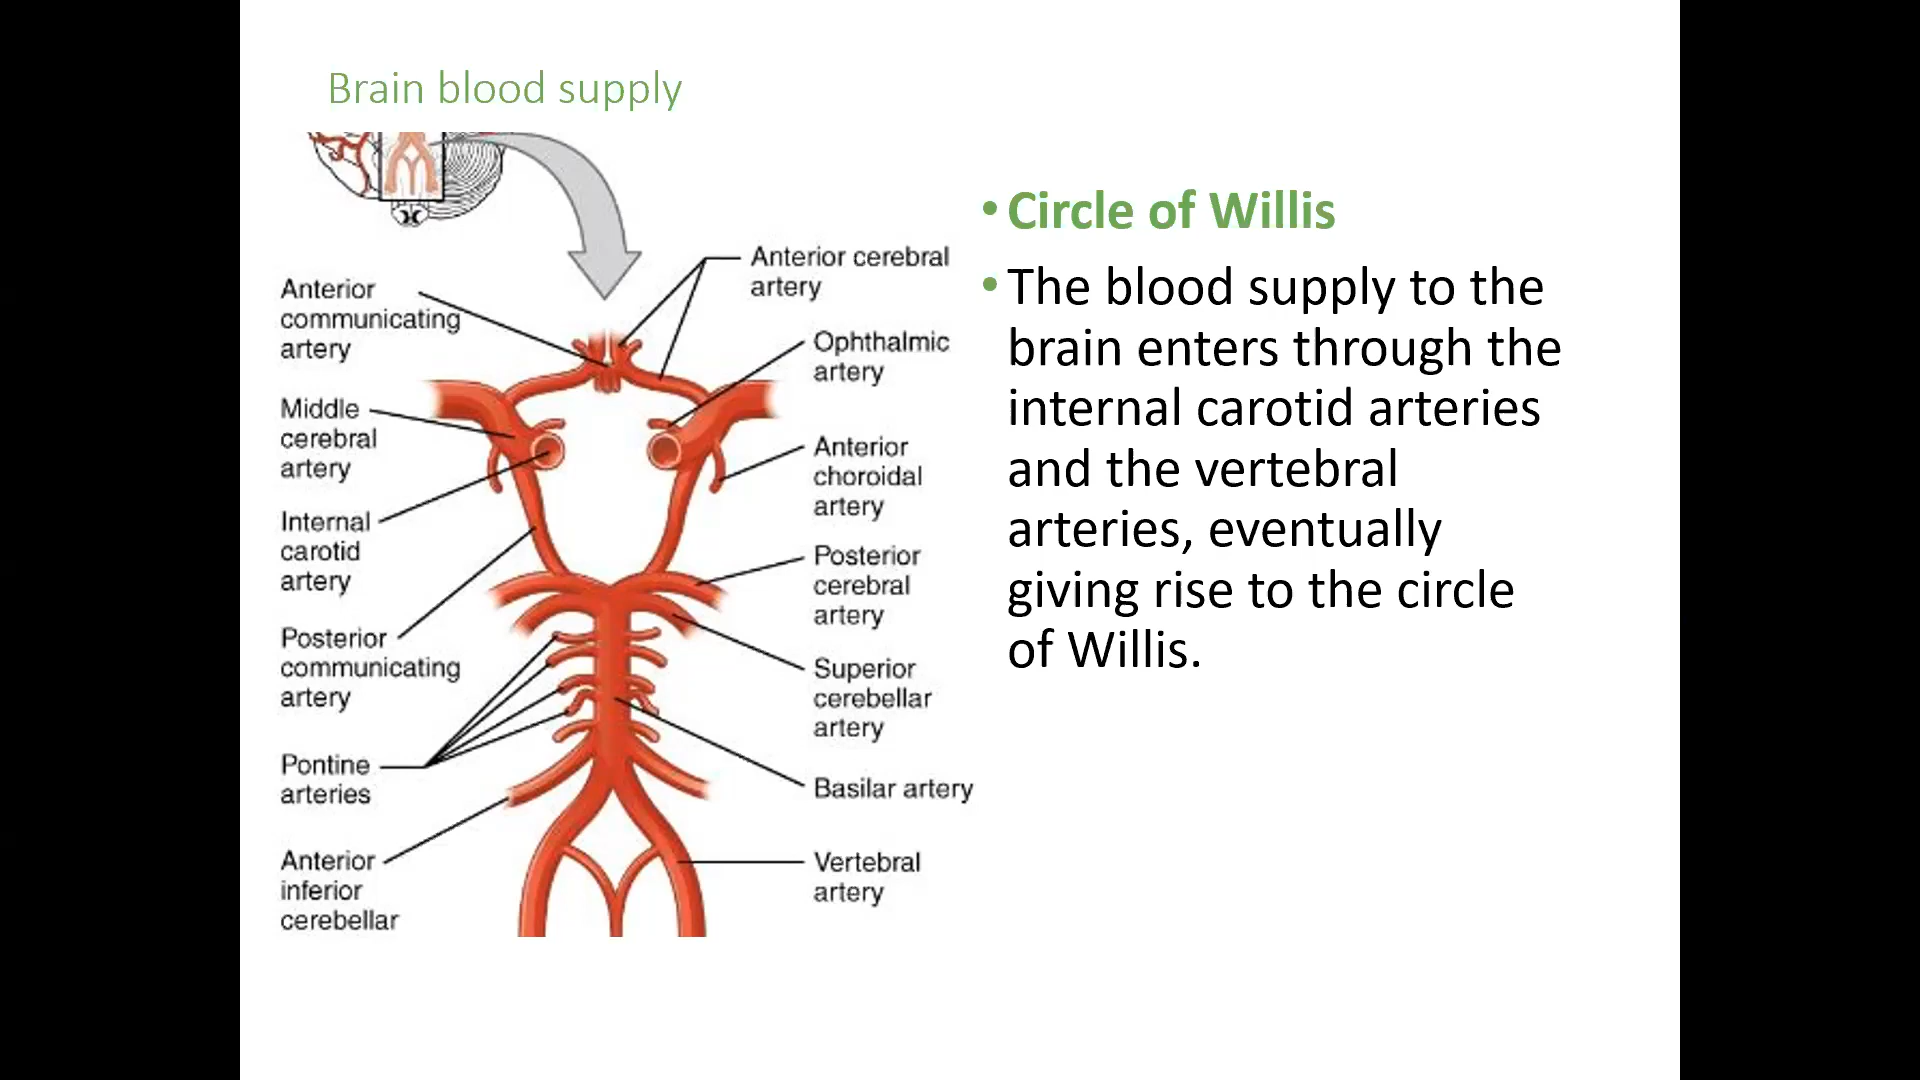 Brain blood supply
Anterior
communicating
artery
Middle
cerebral
artery
Internal
carotid
artery
Posterior
communicating
artery
Pontine
arteries
Anterior
inferior
cerebellar
Anterior cerebral
artery
Ophthalmic
artery
Anterior
choroidal
artery
Posterior
cerebral
artery
Superior
cerebellar
artery
Basilar artery
Vertebral
artery
• Circle of Willis
• The blood supply to the
brain enters through the
internal carotid arteries
and the vertebral
arteries, eventually
giving rise to the circle
of Willis.